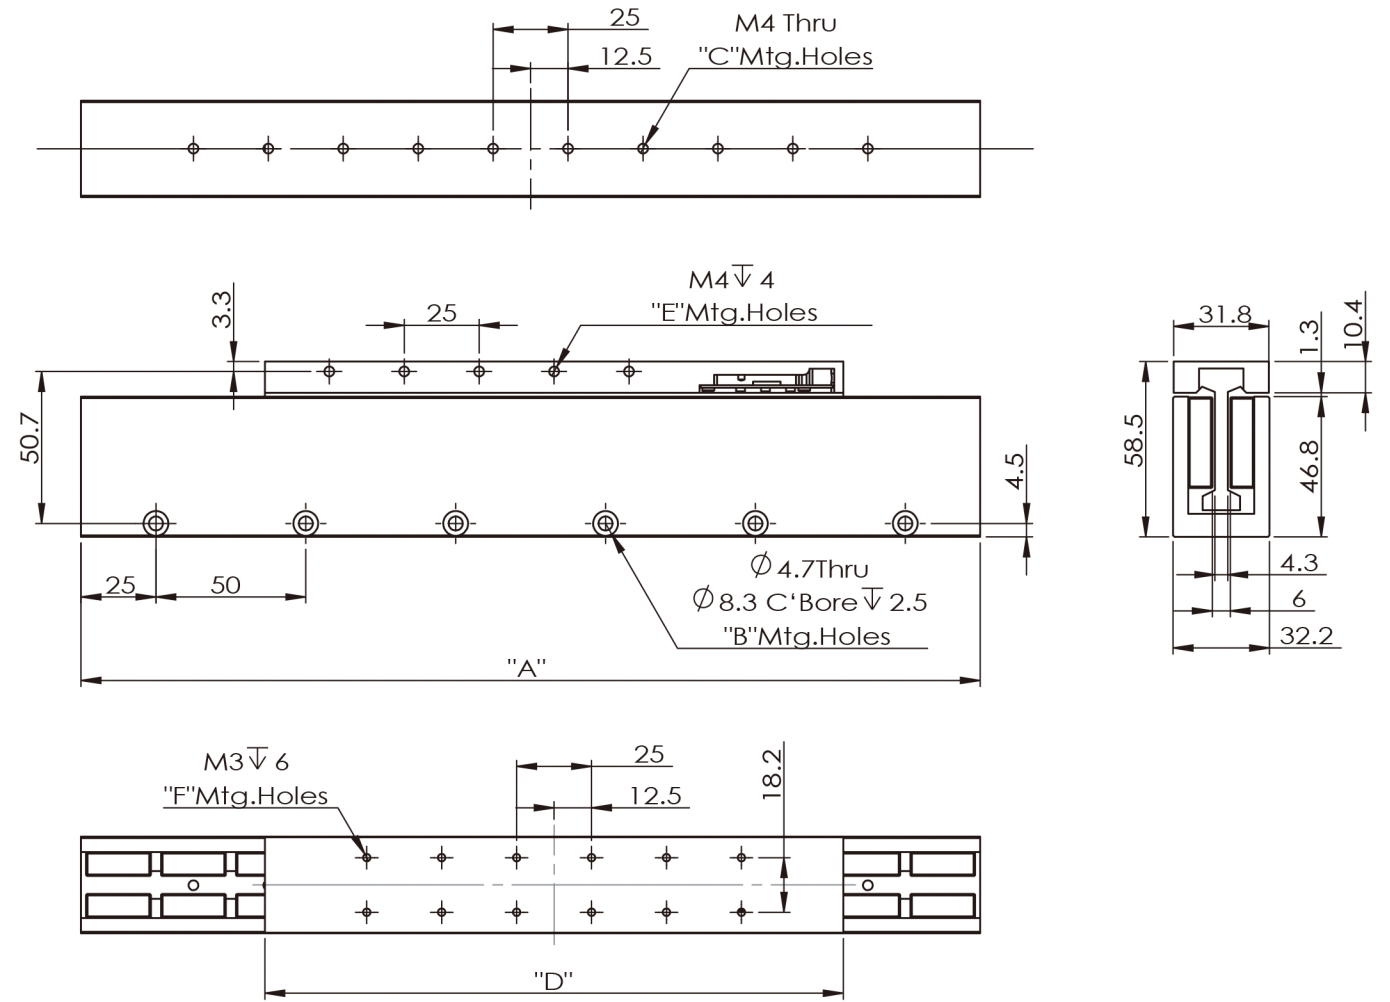 25
M4 Thru
12.5
"C"Mtg.Holes
M4↧ 4
"E"Mtg.Holes
3.3
25
50.7
4.5
25
50
Ø4.7Thru
Ø8.3 C'Bore↧2.5
"B"Mtg.Holes
"A"
31.8
1.3
10.4
58.5
46.8
4.3
6
32.2
M3↧ 6
"F"Mtg.Holes
25
12.5
18.2
"D"